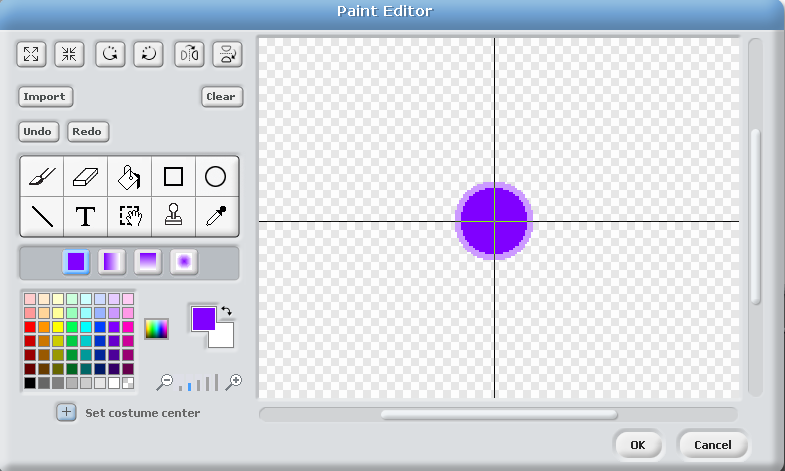 Paint Editor
Import
Clear
Undo
Redo
T
Set costume center
OK
Cancel